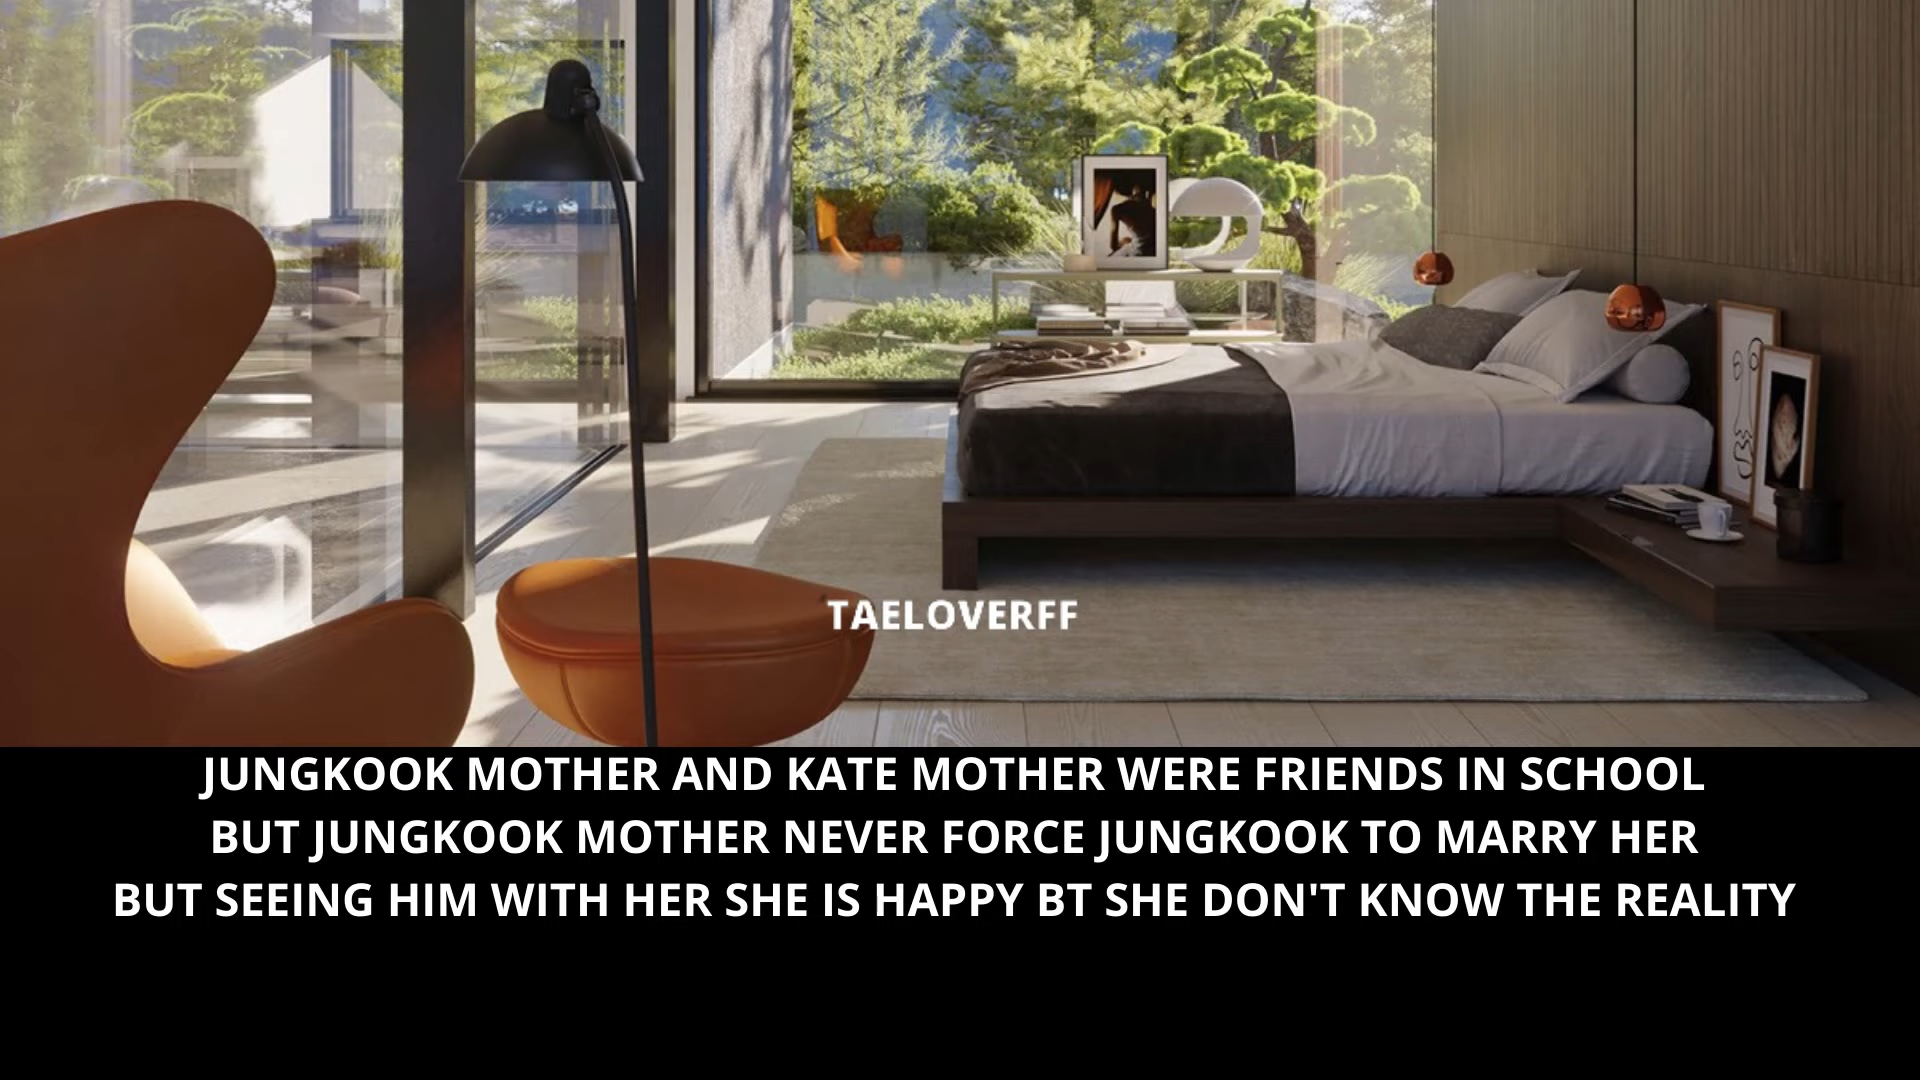 TAELOVERFF
JUNGKOOK MOTHER AND KATE MOTHER WERE FRIENDS IN SCHOOL
BUT JUNGKOOK MOTHER NEVER FORCE JUNGKOOK TO MARRY HER
BUT SEEING HIM WITH HER SHE IS HAPPY BT SHE DON'T KNOW THE REALITY